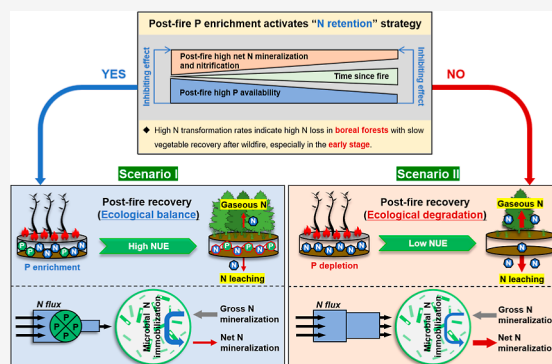 Post-fire P enrichment activates “N retention” strategy
YES
NO
Inhibiting effect
Post-fire high net N mineralization
and nitrification
Time since fire
Post-fire high P availability
Inhibiting effect
◆ High N transformation rates indicate high N loss in boreal forests with slow
vegetable recovery after wildfire, especially in the early stage.
Scenario I
Post-fire recovery
(Ecological balance)
Gaseous N
N
P
High NUE
P enrichment
N leaching
N flux
P P
P P
Microbial N
immobilization
Gross N
mineralization
Net N
mineralization
Scenario II
Post-fire recovery
(Ecological degradation)
Gaseous N
N
Low NUE
P depletion
N leaching
N flux
Microbial N
immobilization
Gross N
mineralization
Net N
mineralization